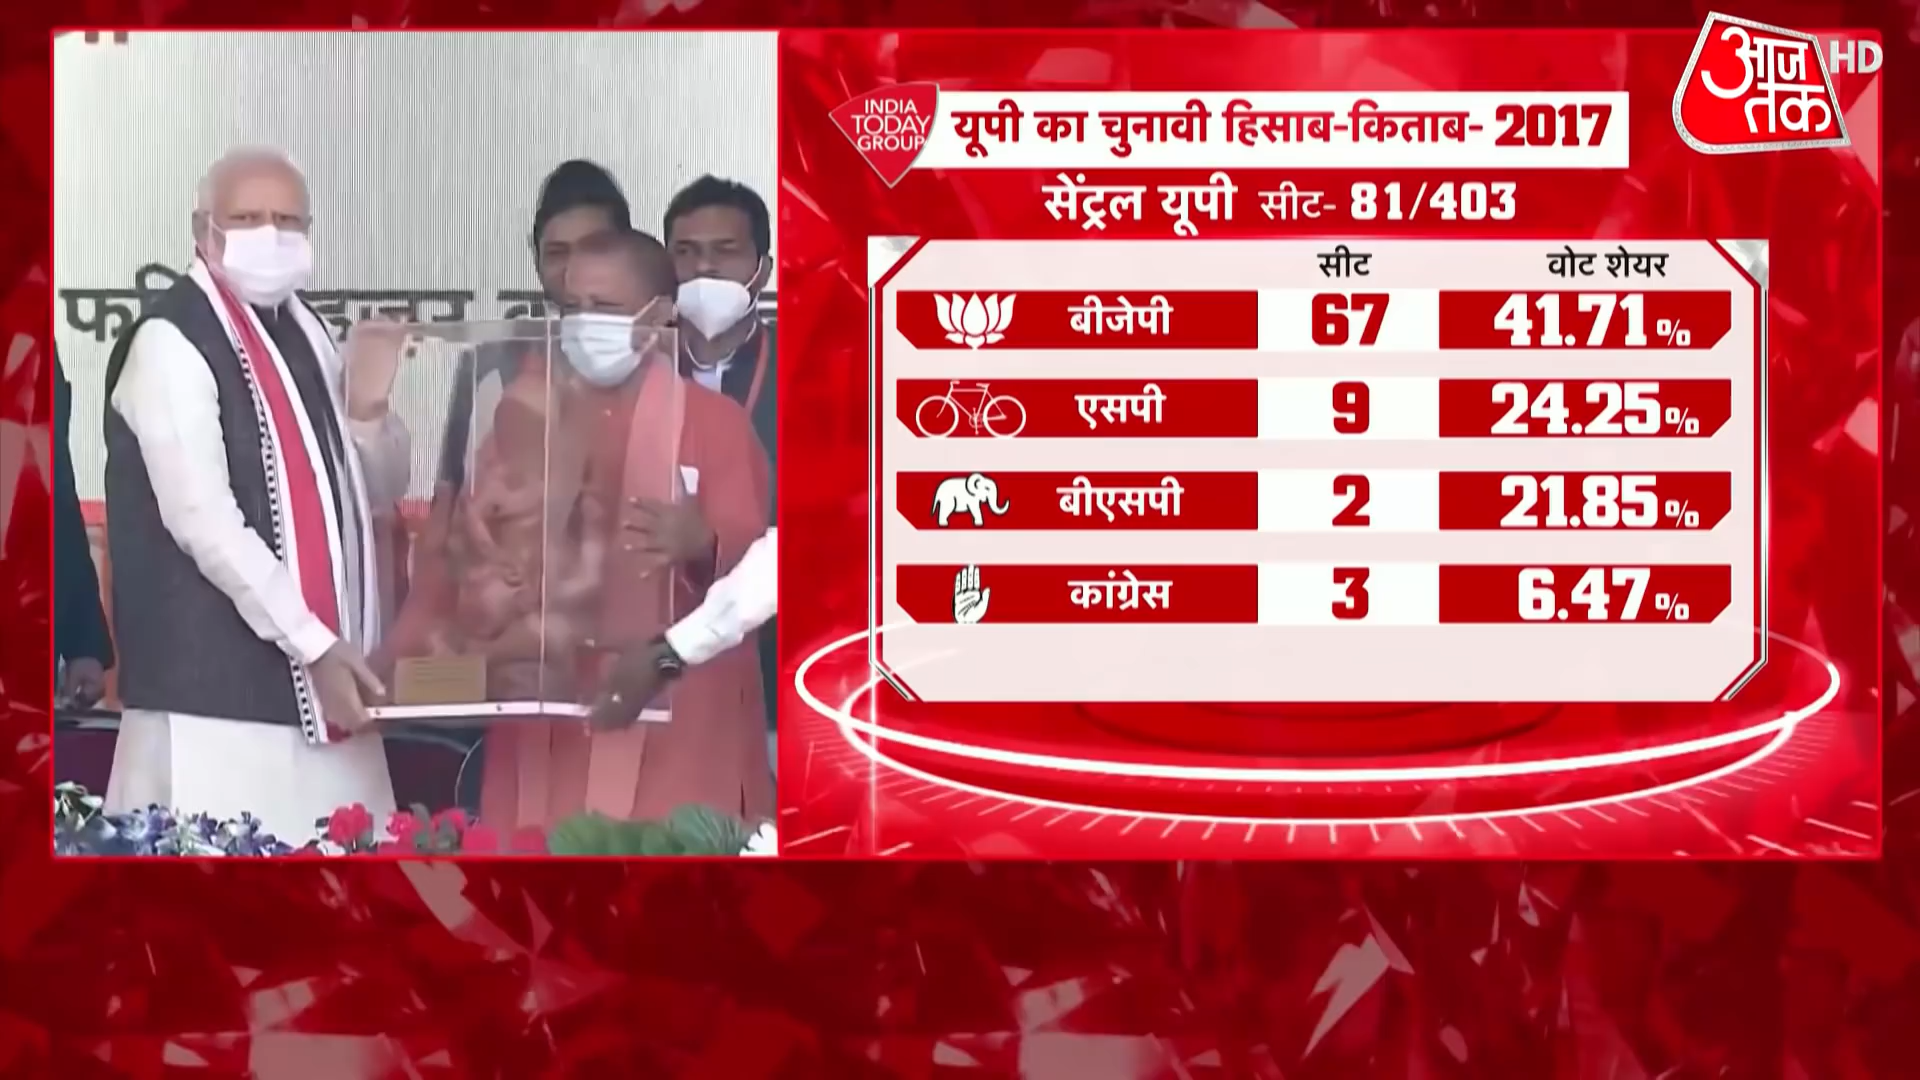 आज तक HD
INDIA
TODAY
GROUP
यूपी का चुनावी हिसाब-किताब- 2017
सेंट्रल यूपी सीट- 81/403
सीट वोट शेयर
बीजेपी 67 41.71%
एसपी 9 24.25%
बीएसपी 2 21.85%
कांग्रेस 3 6.47%